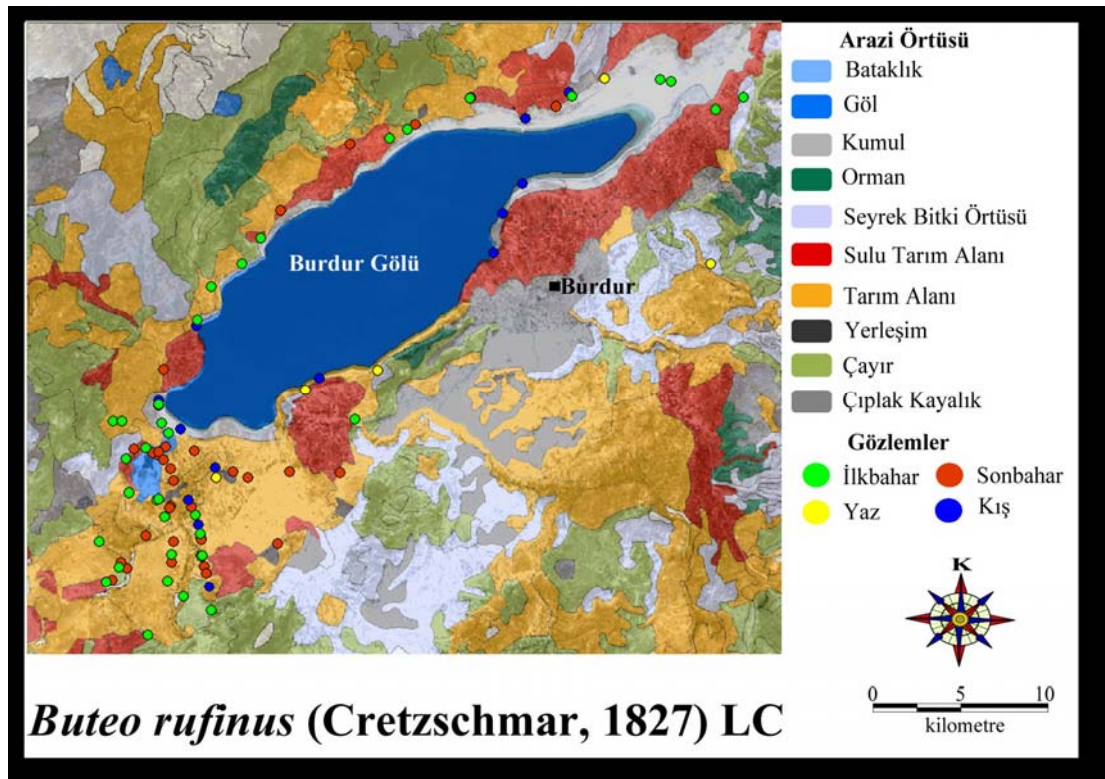 Arazi Örtüsü
Bataklık
Göl
Kumul
Orman
Seyrek Bitki Örtüsü
Sulu Tarım Alanı
Tarım Alanı
Yerleşim
Çayır
Çıplak Kayalık
Gözlemler
İlkbahar Sonbahar
Yaz Kış
Burdur Gölü
Burdur
K
0 5 10
kilometre
Buteo rufinus (Cretzschmar, 1827) LC